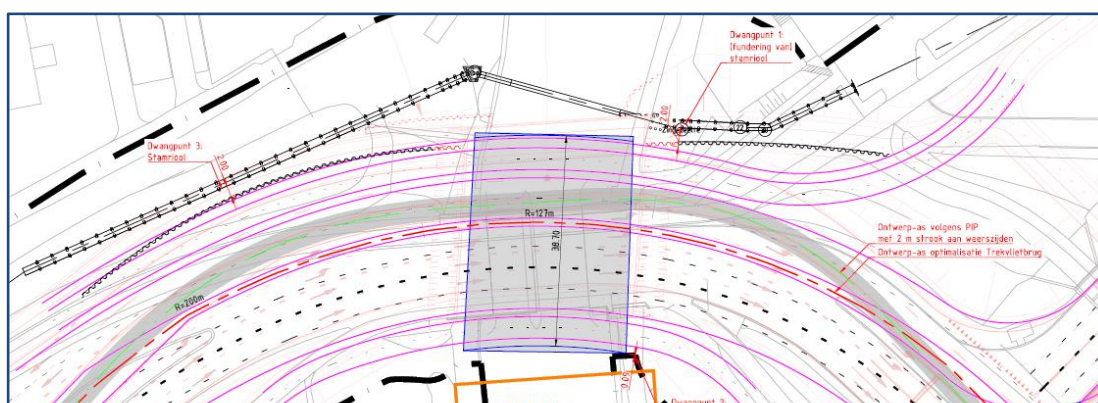 Dwangpunt 1:
(fundering van)
stamriool
2.00
Dwangpunt 3:
Stamriool
2.00
R=127m
38.70
R=200m
Ontwerp-as volgens PIP
met 2 m strook aan weerszijden
Ontwerp-as optimalisatie Trekvlietbrug
Dwangpunt 2: